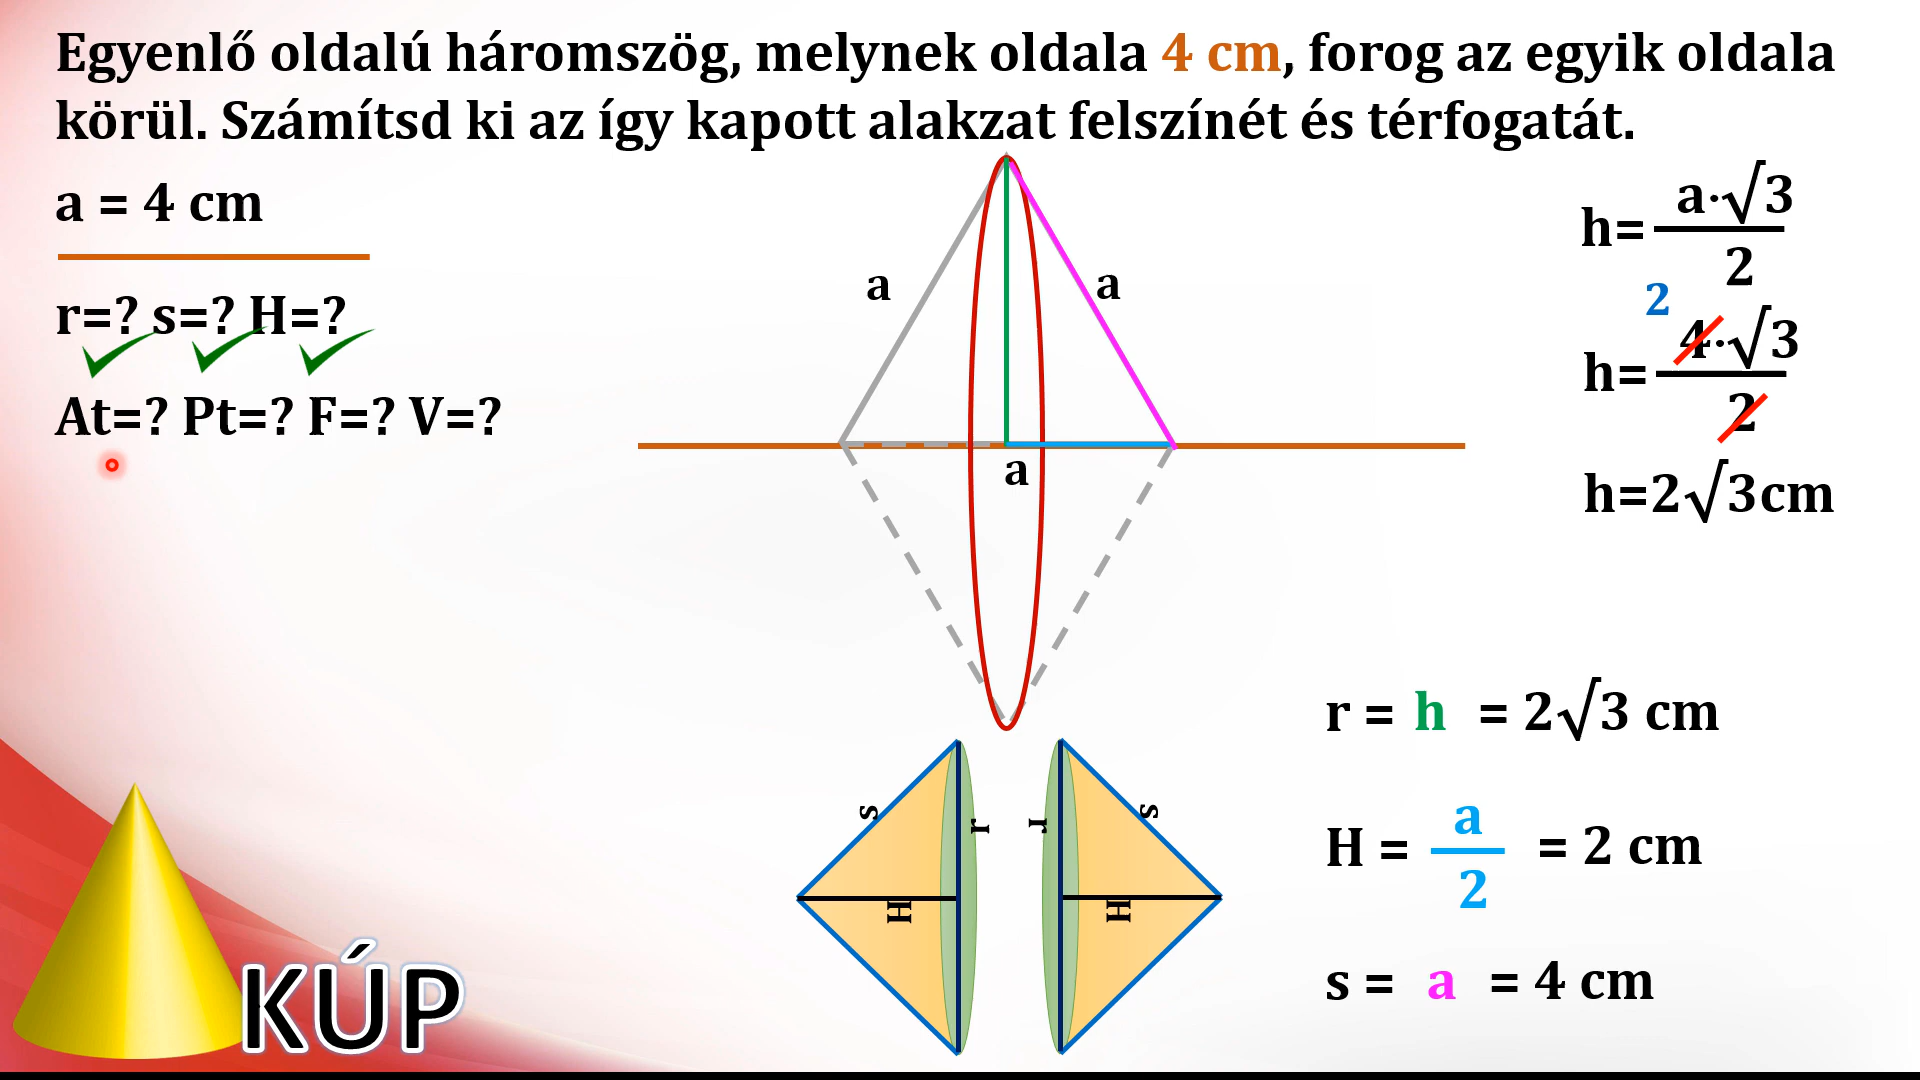 Egyenlő oldalú háromszög, melynek oldala 4 cm, forog az egyik oldala
körül. Számítsd ki az így kapott alakzat felszínét és térfogatát.
a = 4 cm
r=? s=? H=?
At=? Pt=? F=? V=?
a
a
a
h= a·√3
2
2
h= 4·√3
2
h=2√3cm
s
r
H
r
s
H
r = h = 2√3 cm
H = a/2 = 2 cm
s = a = 4 cm
KÚP